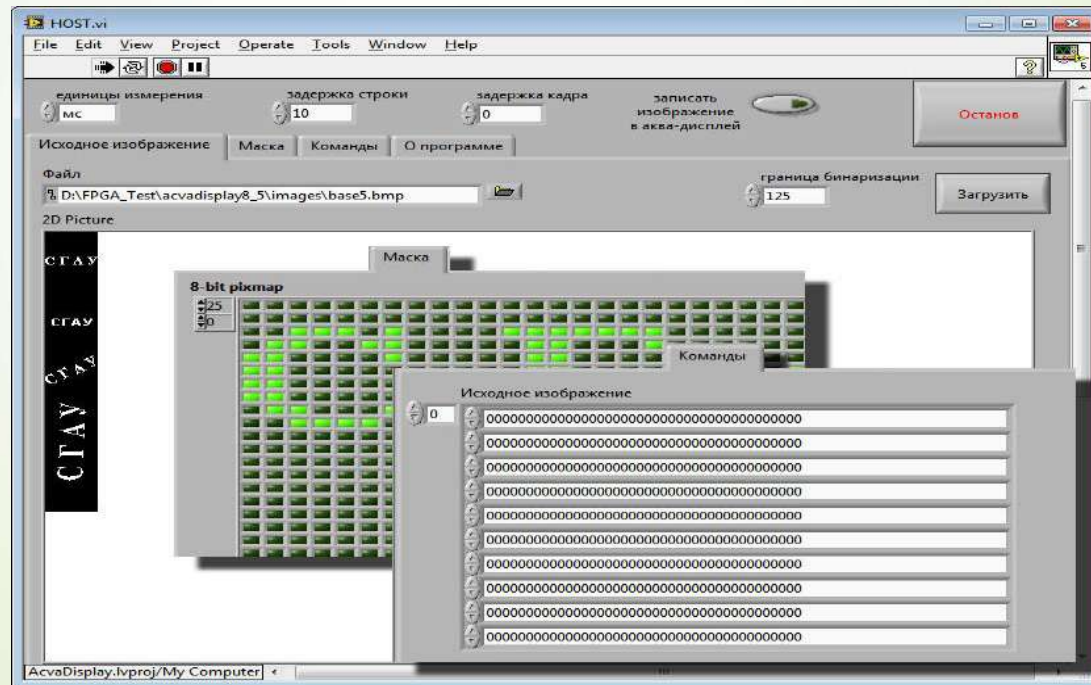 HOST.vi
File Edit View Project Operate Tools Window Help
5
единицы измерения
мс
задержка строки
10
задержка кадра
0
записать
изображение
в аква-дисплей
Останов
Исходное изображение Маска Команды О программе
Файл
D:\FPGA_Test\acvadisplay8_5\images\base5.bmp
граница бинаризации
125
Загрузить
2D Picture
СГАУ
СГАУ
СГАУ
СГАУ
Маска
8-bit pixmap
25
0
Команды
Исходное изображение
0
0000000000000000000000000000000000000000
0000000000000000000000000000000000000000
0000000000000000000000000000000000000000
0000000000000000000000000000000000000000
0000000000000000000000000000000000000000
0000000000000000000000000000000000000000
0000000000000000000000000000000000000000
0000000000000000000000000000000000000000
0000000000000000000000000000000000000000
0000000000000000000000000000000000000000
AcvaDisplay.lvproj/My Computer